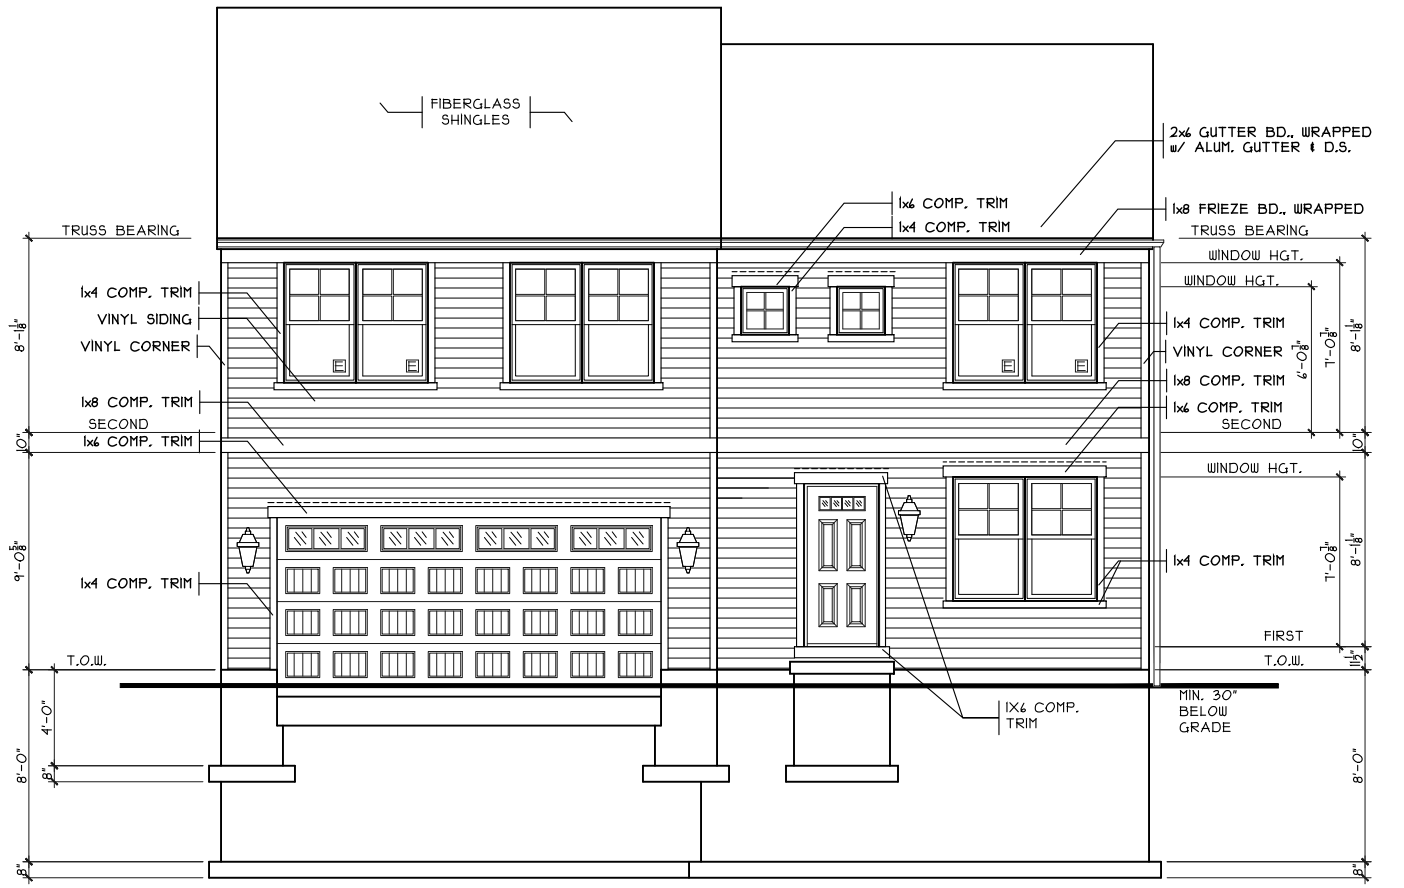 FIBERGLASS
SHINGLES
2x6 GUTTER BD., WRAPPED
w/ ALUM. GUTTER & D.S.
1x6 COMP. TRIM
1x4 COMP. TRIM
1x8 FRIEZE BD., WRAPPED
TRUSS BEARING
TRUSS BEARING
WINDOW HGT.
WINDOW HGT.
1x4 COMP. TRIM
VINYL SIDING
VINYL CORNER
1x8 COMP. TRIM
SECOND
1x6 COMP. TRIM
1x4 COMP. TRIM
T.O.W.
8'-1 1/8"
10"
9'-0 5/8"
4'-0"
8"
8'-0"
8"
E
E
E
E
1x4 COMP. TRIM
VINYL CORNER
1x8 COMP. TRIM
1x6 COMP. TRIM
SECOND
WINDOW HGT.
1x4 COMP. TRIM
FIRST
T.O.W.
6'-0 7/8"
7'-0 7/8"
8'-1 1/8"
10"
7'-0 7/8"
8'-1 1/8"
11 1/2"
MIN. 30"
BELOW
GRADE
1X6 COMP.
TRIM
8'-0"
8"